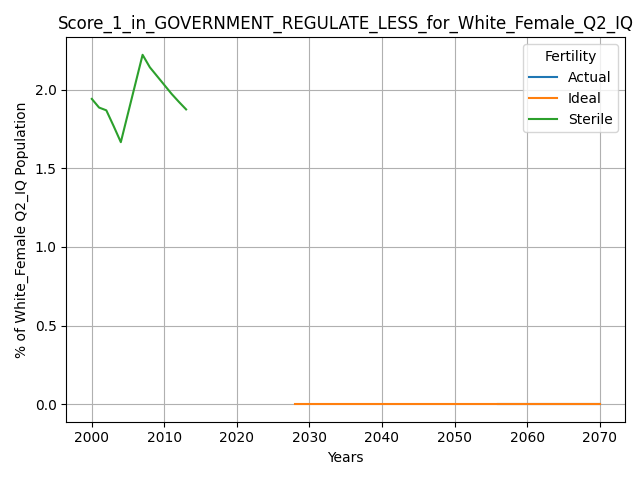 Score_1_in_GOVERNMENT_REGULATE_LESS_for_White_Female_Q2_IQ
% of White_Female Q2_IQ Population
2.0
1.5
1.0
0.5
0.0
Fertility
Actual
Ideal
Sterile
2000 2010 2020 2030 2040 2050 2060 2070
Years